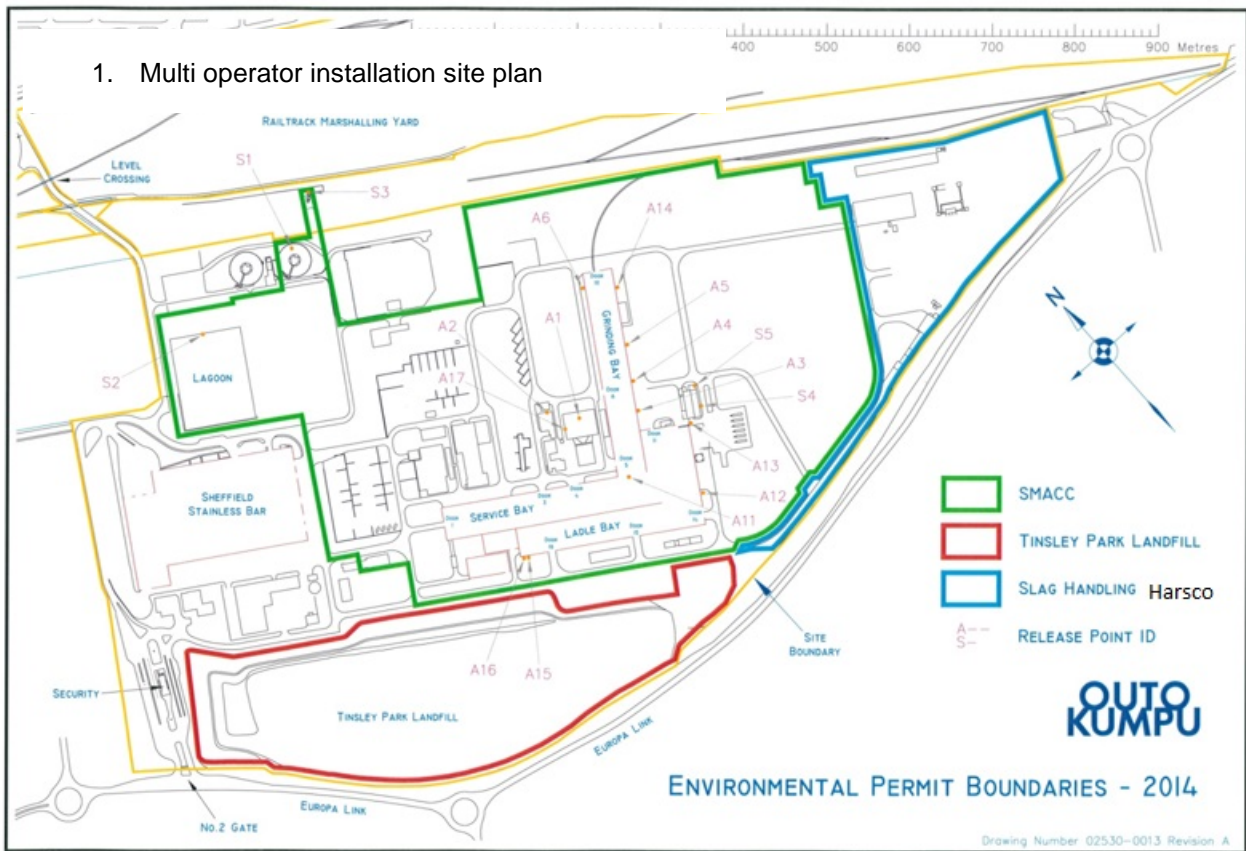 400 500 600 700 800 900 Metres
1. Multi operator installation site plan
RAILTRACK MARSHALLING YARD
LEVEL
CROSSING
S1
S3
A6
A14
A5
A4
S5
A3
S4
A2
A1
A17
S2
LAGOON
GRINDING BAY
A13
A12
A11
SHEFFIELD
STAINLESS BAR
SERVICE BAY
LADLE BAY
SMACC
TINSLEY PARK LANDFILL
SLAG HANDLING Harsco
A--
S-
RELEASE POINT ID
SITE
BOUNDARY
A16
A15
SECURITY
TINSLEY PARK LANDFILL
EUROPA LINK
EUROPA LINK
NO.2 GATE
N
OUTO
KUMPU
ENVIRONMENTAL PERMIT BOUNDARIES - 2014
Drawing Number 02530-0013 Revision A